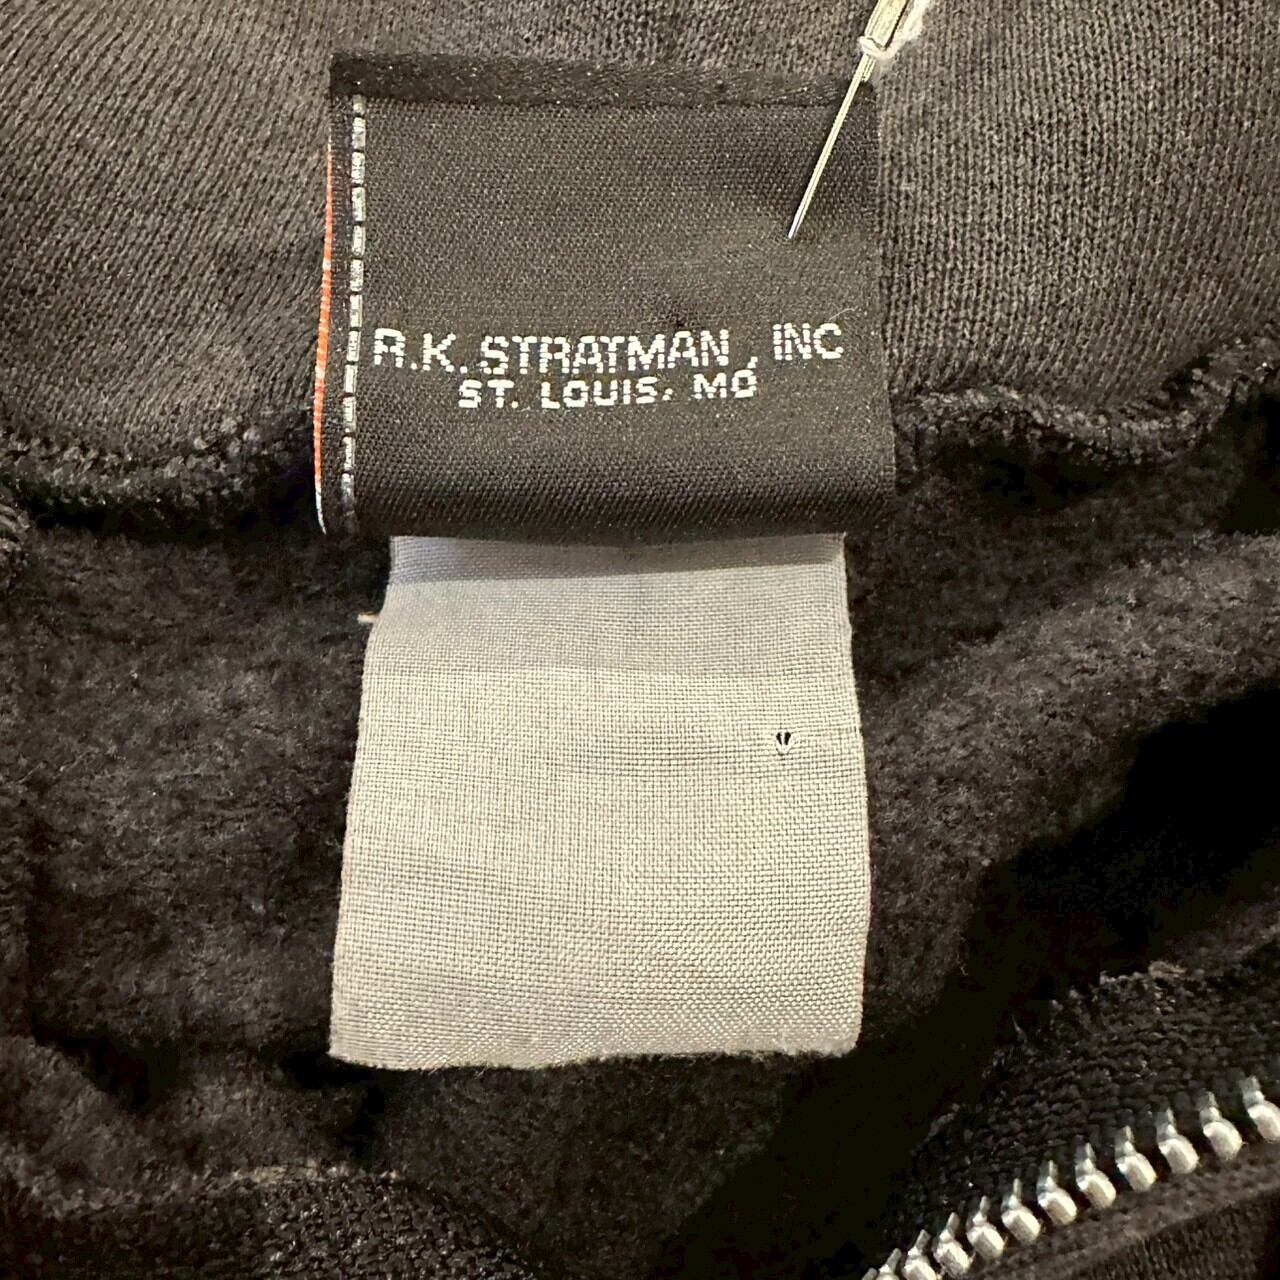 R.K. STRATMAN, INC
ST. LOUIS, MO